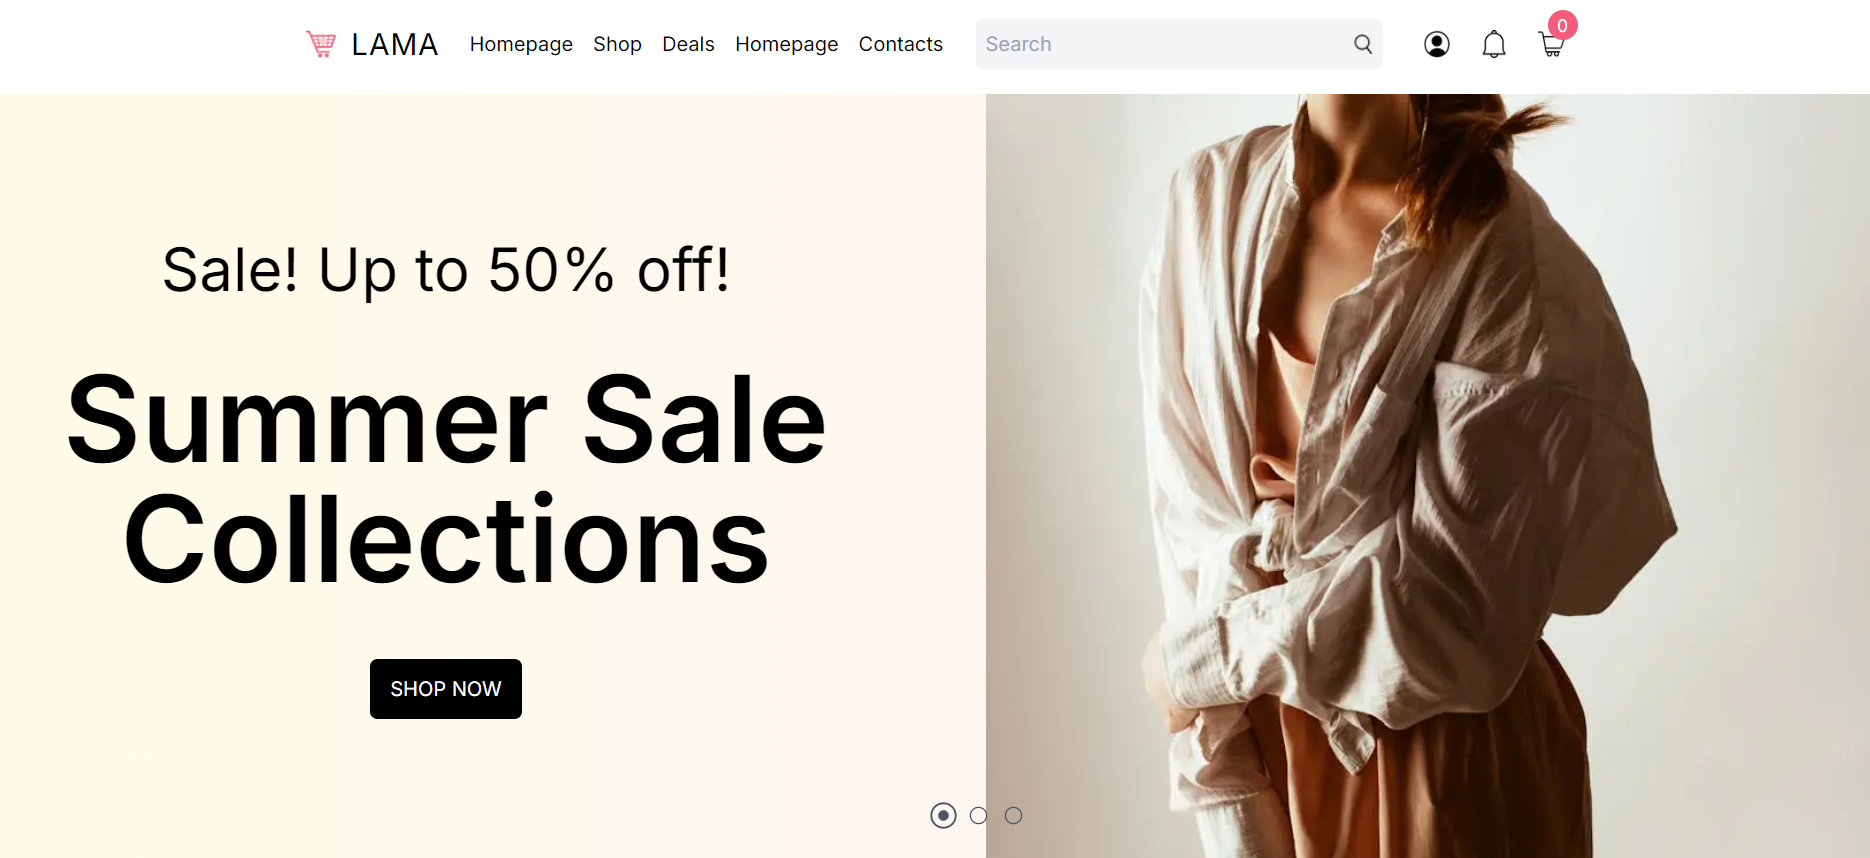 LAMA Homepage Shop Deals Homepage Contacts Search 0
Sale! Up to 50% off!
Summer Sale
Collections
SHOP NOW